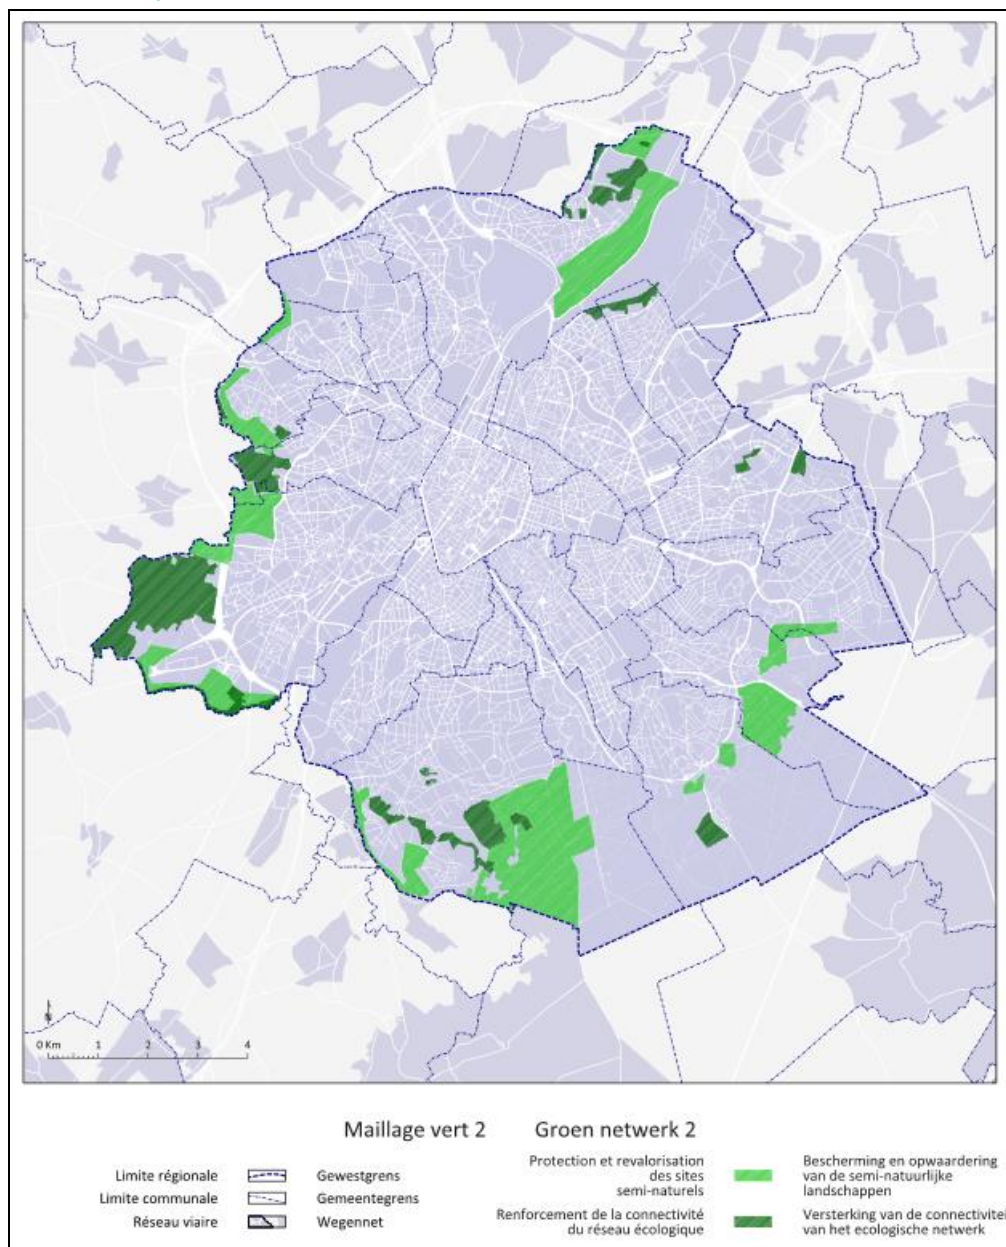 N
0 Km 1 2 3 4
Maillage vert 2 Groen netwerk 2
Limite régionale Gewestgrens
Limite communale Gemeentegrens
Réseau viaire Wegennet
Protection et revalorisation
des sites
semi-naturels
Bescherming en opwaardering
van de semi-natuurlijke
landschappen
Renforcement de la connectivité
du réseau écologique
Versterking van de connectivitei
van het ecologische netwerk